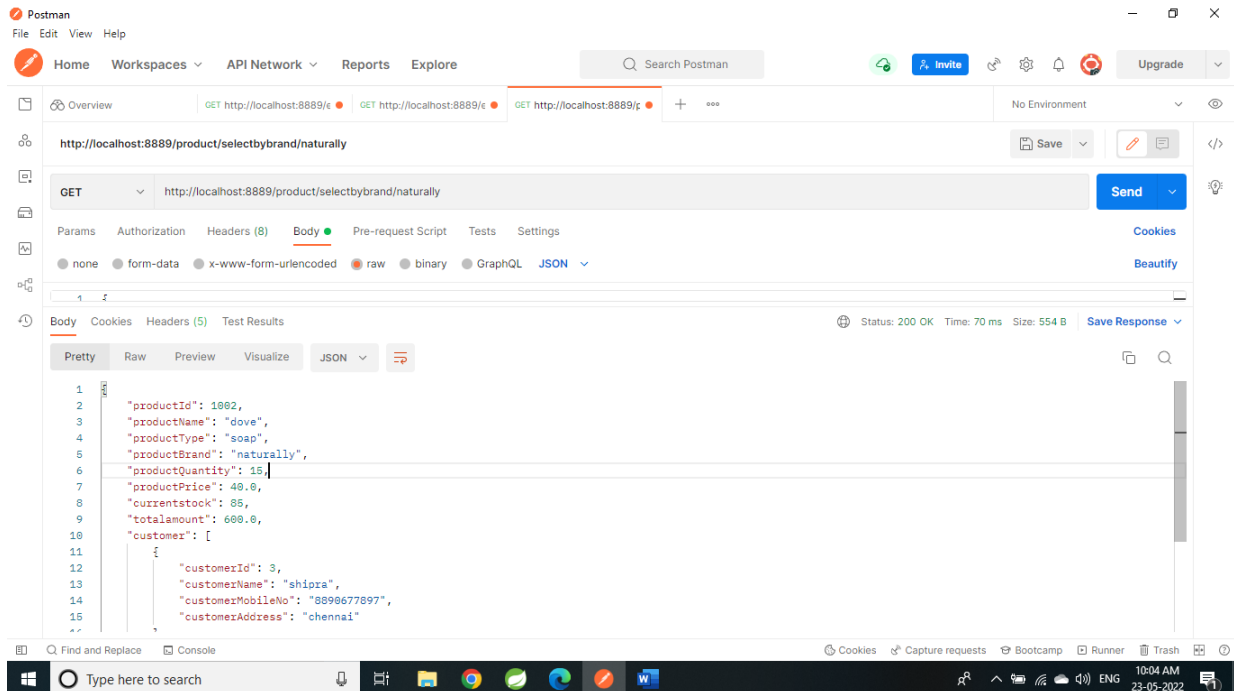 Postman
File Edit View Help
Home Workspaces API Network Reports Explore Search Postman Invite Upgrade
Overview GET http://localhost:8889/e GET http://localhost:8889/e GET http://localhost:8889/p No Environment
http://localhost:8889/product/selectbybrand/naturally Save
GET http://localhost:8889/product/selectbybrand/naturally Send
Params Authorization Headers (8) Body Pre-request Script Tests Settings Cookies
none form-data x-www-form-urlencoded raw binary GraphQL JSON Beautify
1 {
Body Cookies Headers (5) Test Results Status: 200 OK Time: 70 ms Size: 554 B Save Response
Pretty Raw Preview Visualize JSON
1 {
2 "productId": 1002,
3 "productName": "dove",
4 "productType": "soap",
5 "productBrand": "naturally",
6 "productQuantity": 15,
7 "productPrice": 40.0,
8 "currentstock": 85,
9 "totalamount": 600.0,
10 "customer": [
11 {
12 "customerId": 3,
13 "customerName": "shipra",
14 "customerMobileNo": "8890677897",
15 "customerAddress": "chennai"
Find and Replace Console Cookies Capture requests Bootcamp Runner Trash
Type here to search ENG 10:04 AM
23-05-2022